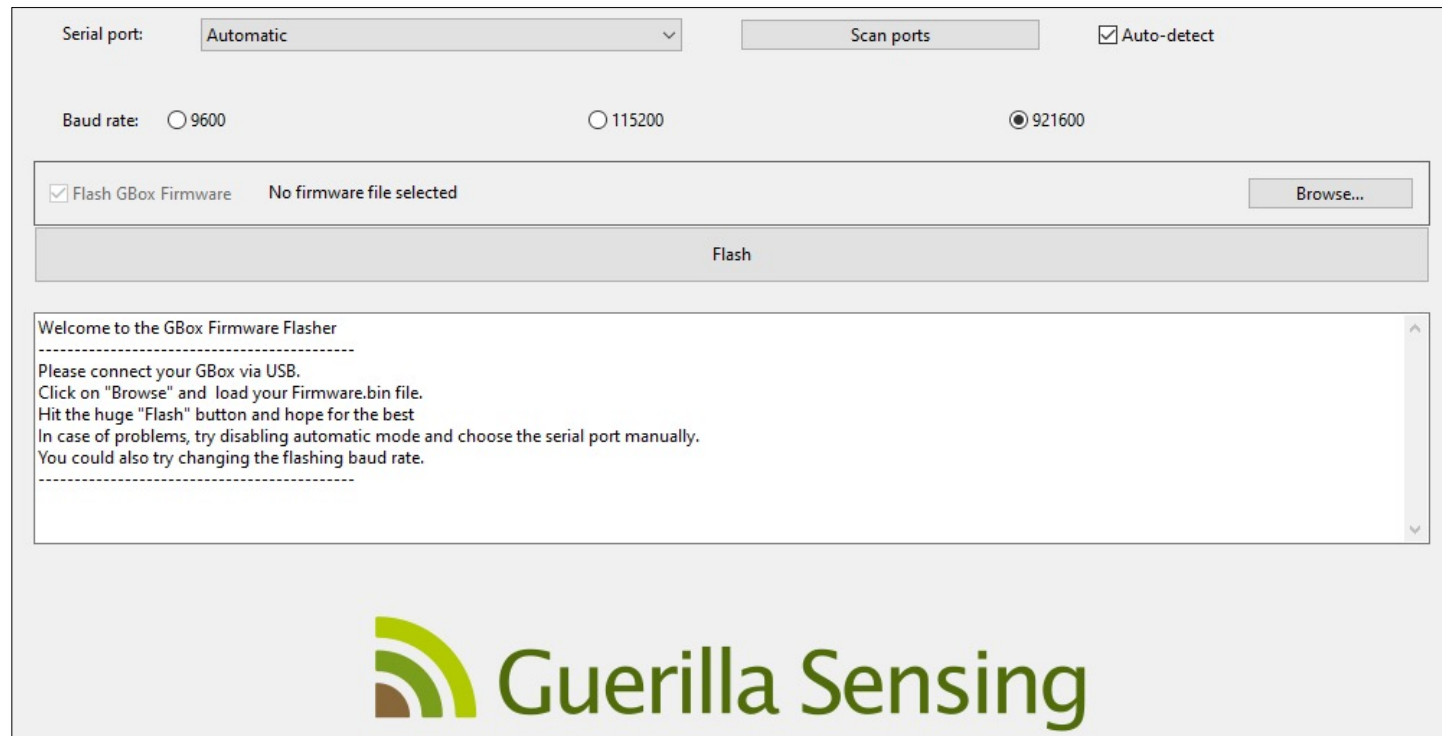 Serial port: Automatic Scan ports Auto-detect
Baud rate: 9600 115200 921600
Flash GBox Firmware No firmware file selected Browse...
Flash
Welcome to the GBox Firmware Flasher
--------------------------------------------
Please connect your GBox via USB.
Click on "Browse" and  load your Firmware.bin file.
Hit the huge "Flash" button and hope for the best
In case of problems, try disabling automatic mode and choose the serial port manually.
You could also try changing the flashing baud rate.
--------------------------------------------
Guerilla Sensing